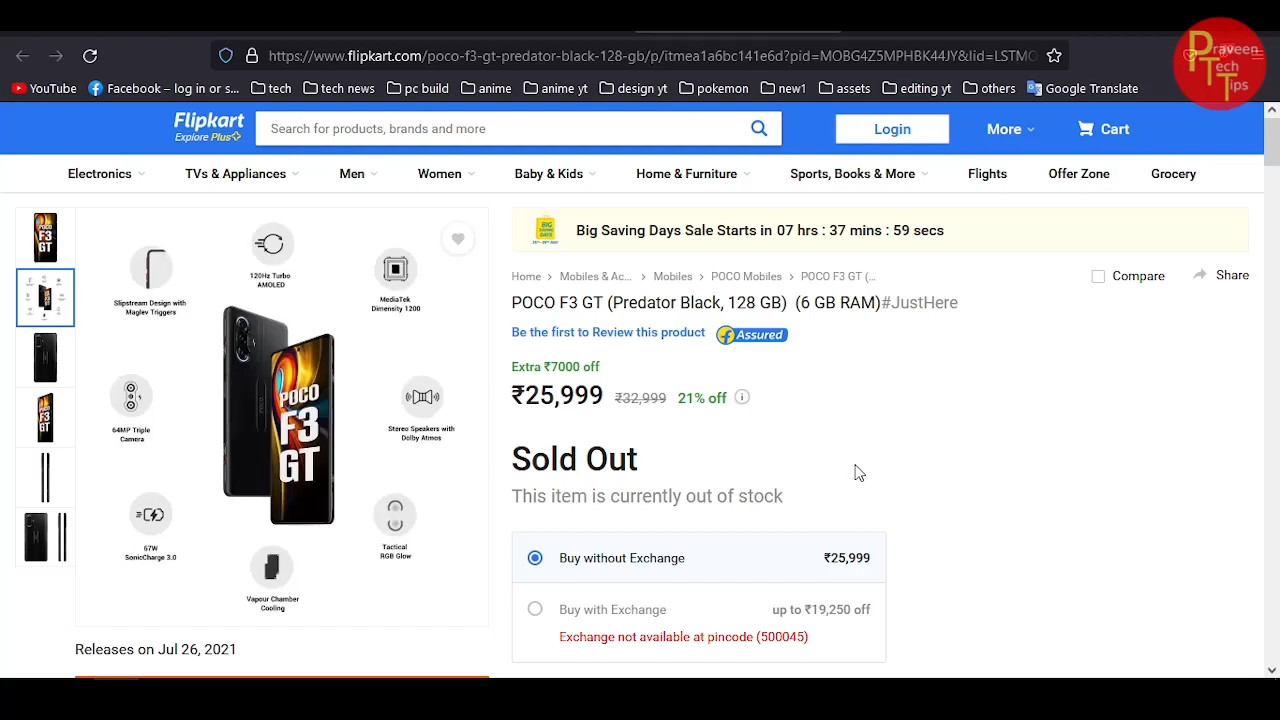 Praveen
Tech
Tips
https://www.flipkart.com/poco-f3-gt-predator-black-128-gb/p/itmea1a6bc141e6d?pid=MOBG4Z5MPHBK44JY&lid=LSTMO
YouTube Facebook – log in or s... tech tech news pc build animu anime yt design yt pokemon new1 assets editing yt others Google Translate
Flipkart
Explore Plus
Search for products, brands and more
Login
More
Cart
Electronics TVs & Appliances Men Women Baby & Kids Home & Furniture Sports, Books & More Flights Offer Zone Grocery
POCO
F3
GT
120Hz Turbo
AMOLED
Slipstream Design with
Maglev Triggers
MediaTek
Dimensity 1200
64MP Triple
Camera
Stereo Speakers with
Dolby Atmos
POCO
F3
GT
67W
SonicCharge 3.0
Tactical
RGB Glow
Vapour Chamber
Cooling
Releases on Jul 26, 2021
BIG SAVING DAYS
Big Saving Days Sale Starts in 07 hrs : 37 mins : 59 secs
Home > Mobiles & Ac... > Mobiles > POCO Mobiles > POCO F3 GT (...
Compare
Share
POCO F3 GT (Predator Black, 128 GB) (6 GB RAM)#JustHere
Be the first to Review this product
Assured
Extra ₹7000 off
₹25,999 ₹32,999 21% off
Sold Out
This item is currently out of stock
Buy without Exchange ₹25,999
Buy with Exchange up to ₹19,250 off
Exchange not available at pincode (500045)